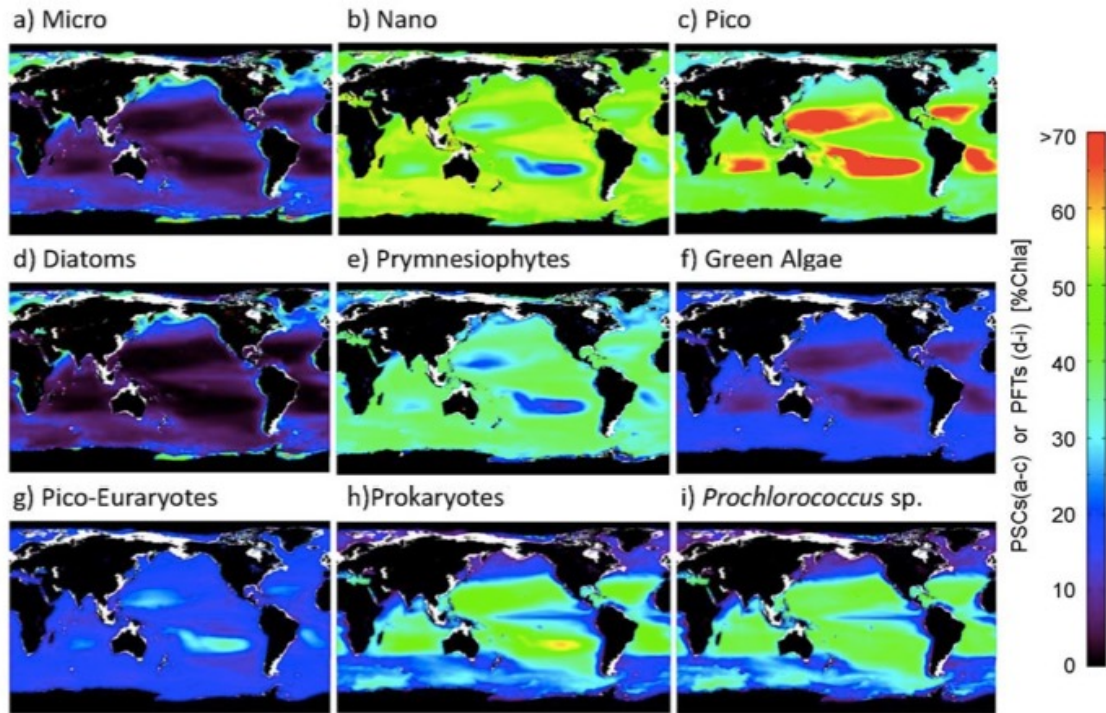 a) Micro
b) Nano
c) Pico
d) Diatoms
e) Prymnesiophytes
f) Green Algae
g) Pico-Euraryotes
h)Prokaryotes
i) Prochlorococcus sp.
>70
60
50
40
30
20
10
0
PSCs(a-c) or PFTs (d-i) [%Chla]